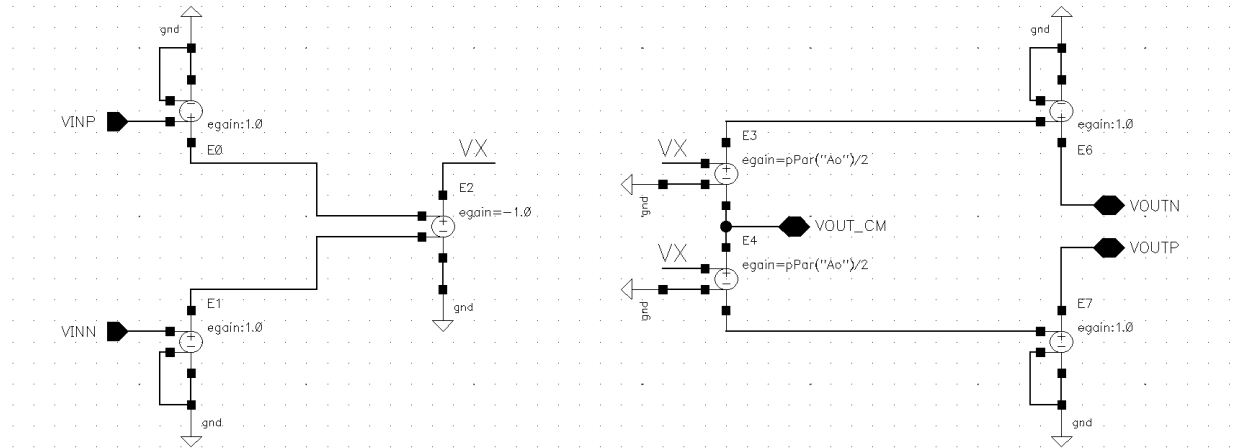 gnd
VINP
egain:1.0
E0
VX
E2
egain=-1.0
gnd
E1
egain:1.0
VINN
gnd
gnd
egain:1.0
E6
E3
VX
egain=pPar("Ao")/2
gnd
VOUTN
VOUT_CM
E4
VX
egain=pPar("Ao")/2
gnd
VOUTP
E7
egain:1.0
gnd